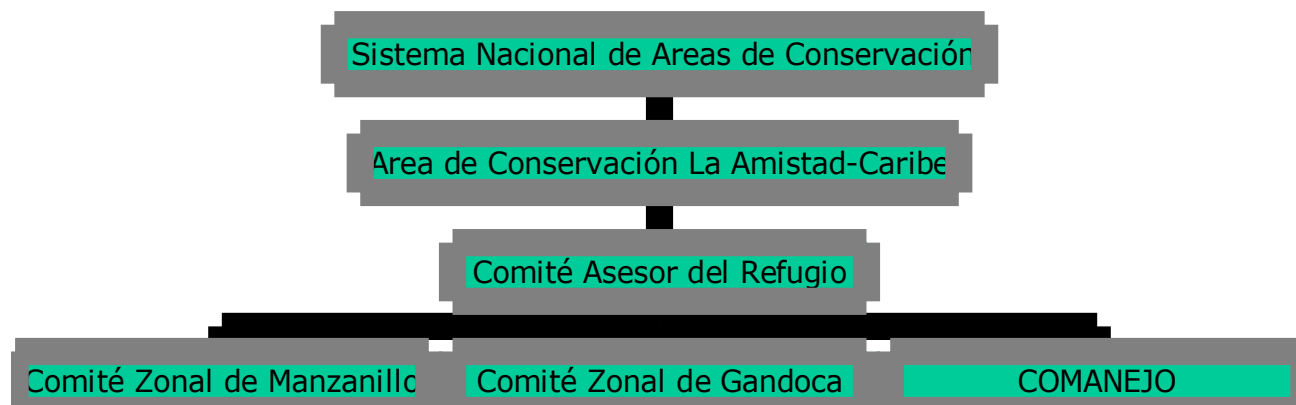 Sistema Nacional de Areas de Conservación
Area de Conservación La Amistad-Caribe
Comité Asesor del Refugio
Comité Zonal de Manzanillo
Comité Zonal de Gandoca
COMANEJO